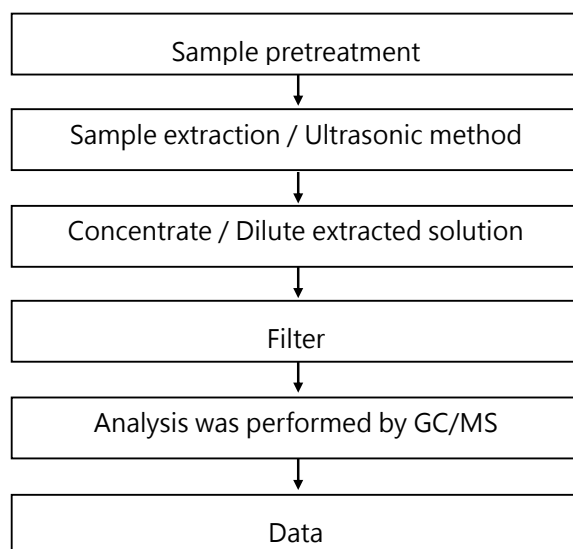 Sample pretreatment
Sample extraction / Ultrasonic method
Concentrate / Dilute extracted solution
Filter
Analysis was performed by GC/MS
Data